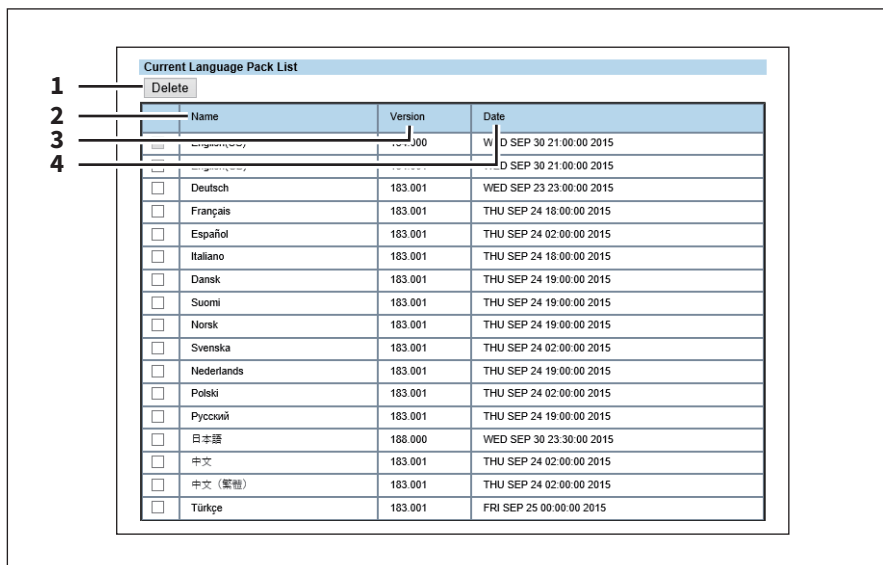 Current Language Pack List
1 Delete
2 Name Version Date
3 000 WED SEP 30 21:00:00 2015
4 ED SEP 30 21:00:00 2015
Deutsch 183.001 WED SEP 23 23:00:00 2015
Français 183.001 THU SEP 24 18:00:00 2015
Español 183.001 THU SEP 24 02:00:00 2015
Italiano 183.001 THU SEP 24 18:00:00 2015
Dansk 183.001 THU SEP 24 19:00:00 2015
Suomi 183.001 THU SEP 24 19:00:00 2015
Norsk 183.001 THU SEP 24 19:00:00 2015
Svenska 183.001 THU SEP 24 02:00:00 2015
Nederlands 183.001 THU SEP 24 19:00:00 2015
Polski 183.001 THU SEP 24 02:00:00 2015
Русский 183.001 THU SEP 24 19:00:00 2015
日本語 188.000 WED SEP 30 23:30:00 2015
中文 183.001 THU SEP 24 02:00:00 2015
中文（繁體） 183.001 THU SEP 24 02:00:00 2015
Türkçe 183.001 FRI SEP 25 00:00:00 2015